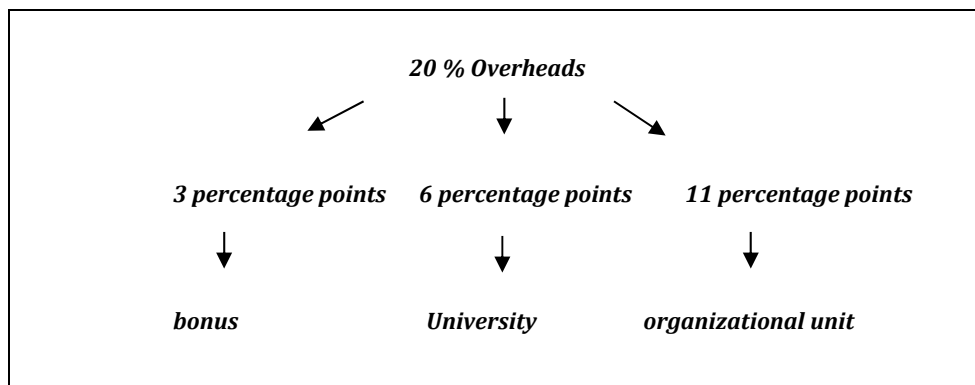 20 % Overheads
3 percentage points 6 percentage points 11 percentage points
bonus University organizational unit